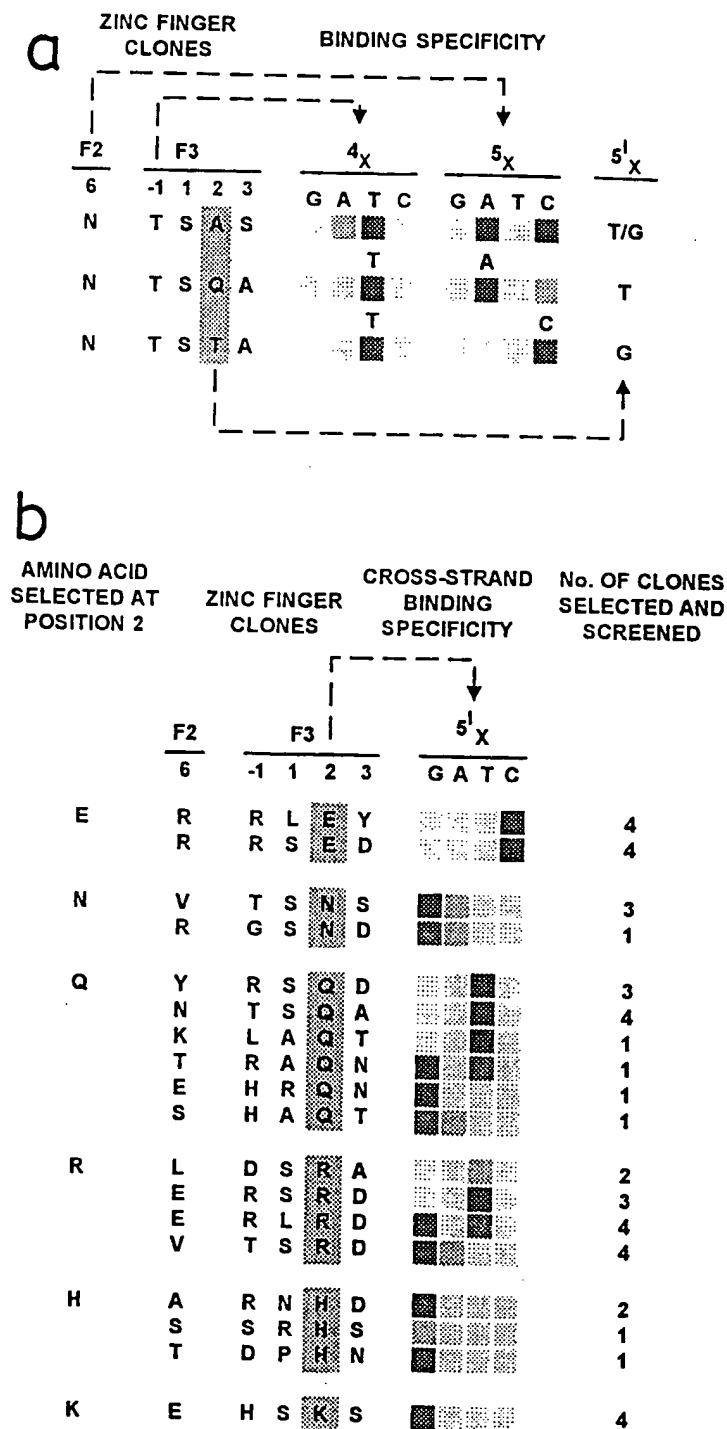 a
ZINC FINGER CLONES
BINDING SPECIFICITY
F2 F3 4X 5X 5'X
6 -1 1 2 3 G A T C G A T C
N T S A S T/G
T A
N T S Q A T
T C
N T S T A G
b
AMINO ACID SELECTED AT POSITION 2
ZINC FINGER CLONES
CROSS-STRAND BINDING SPECIFICITY
No. OF CLONES SELECTED AND SCREENED
F2 F3 5'X
6 -1 1 2 3 G A T C
E R R L E Y 4
R R S E D 4
N V T S N S 3
R G S N D 1
Q Y R S Q D 3
N T S Q A 4
K L A Q T 1
T R A Q N 1
E H R Q N 1
S H A Q T 1
R L D S R A 2
E R S R D 3
E R L R D 4
V T S R D 4
H A R N H D 2
S S R H S 1
T D P H N 1
K E H S K S 4